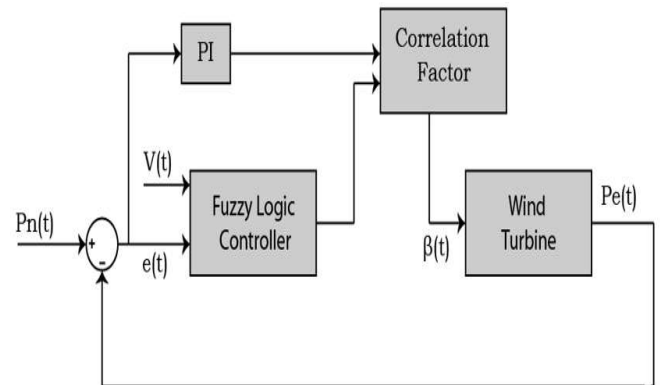 PI
Correlation
Factor
V(t)
Fuzzy Logic
Controller
Wind
Turbine
Pe(t)
Pn(t)
+
-
e(t)
β(t)